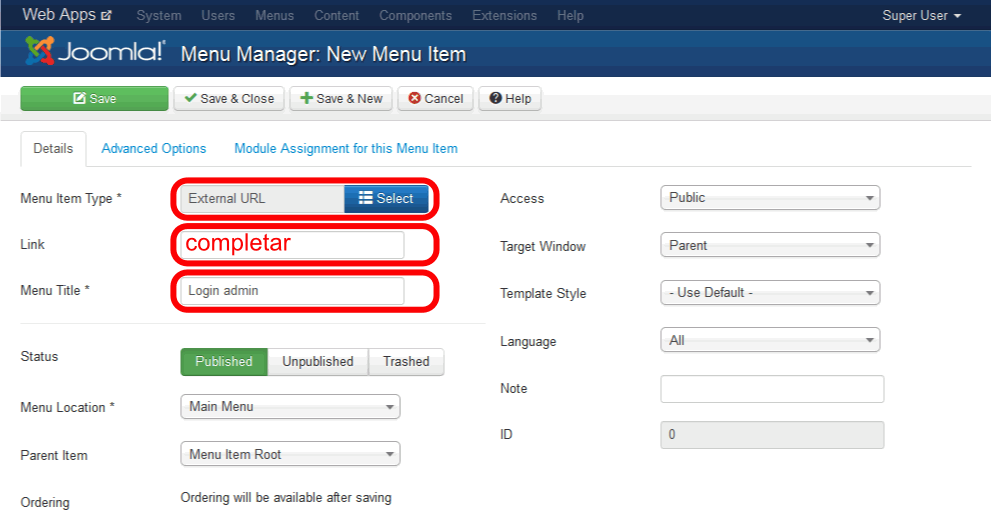 Web Apps System Users Menus Content Components Extensions Help Super User
Joomla!® Menu Manager: New Menu Item
Save Save & Close Save & New Cancel Help
Details Advanced Options Module Assignment for this Menu Item
Menu Item Type * External URL Select
Link completar
Menu Title * Login admin
Status Published Unpublished Trashed
Menu Location * Main Menu
Parent Item Menu Item Root
Ordering Ordering will be available after saving
Access Public
Target Window Parent
Template Style - Use Default -
Language All
Note
ID 0